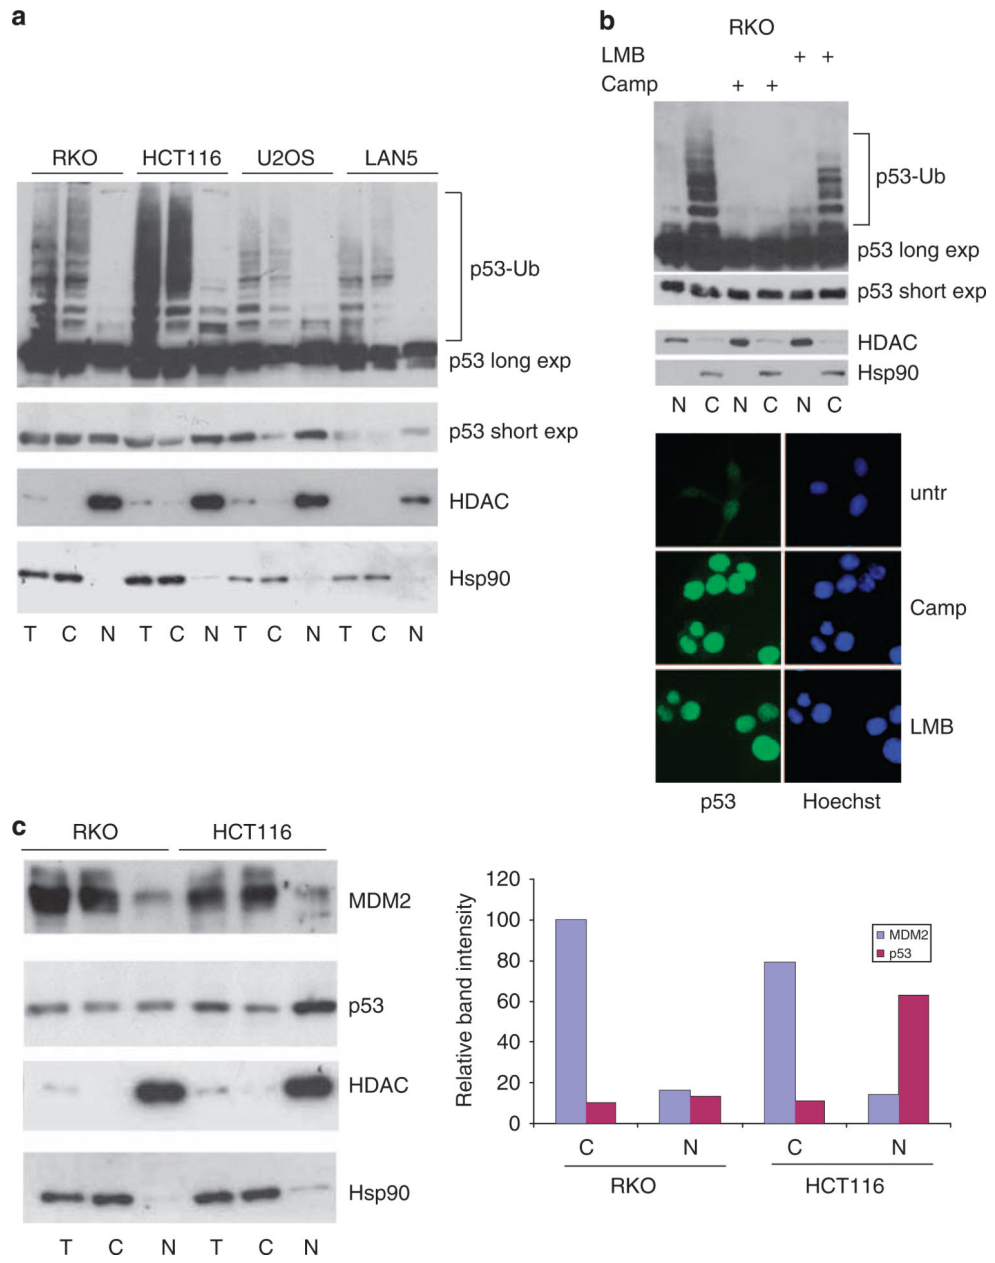 a
RKO HCT116 U2OS LAN5
p53-Ub
p53 long exp
p53 short exp
HDAC
Hsp90
T C N T C N T C N T C N
b
RKO
LMB + +
Camp + +
p53-Ub
p53 long exp
p53 short exp
HDAC
Hsp90
N C N C N C
untr
Camp
LMB
p53 Hoechst
c
RKO HCT116
MDM2
p53
HDAC
Hsp90
T C N T C N
Relative band intensity
120
100
80
60
40
20
0
MDM2
p53
C N C N
RKO HCT116